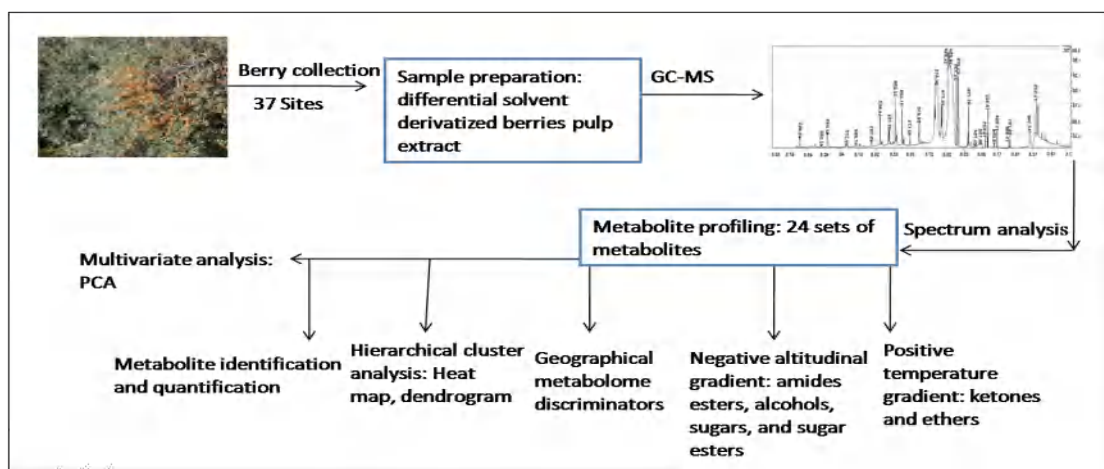 Berry collection
37 Sites
Sample preparation:
differential solvent
derivatized berries pulp
extract
GC-MS
Spectrum analysis
Metabolite profiling: 24 sets of
metabolites
Multivariate analysis:
PCA
Metabolite identification
and quantification
Hierarchical cluster
analysis: Heat
map, dendrogram
Geographical
metabolome
discriminators
Negative altitudinal
gradient: amides
esters, alcohols,
sugars, and sugar
esters
Positive
temperature
gradient: ketones
and ethers